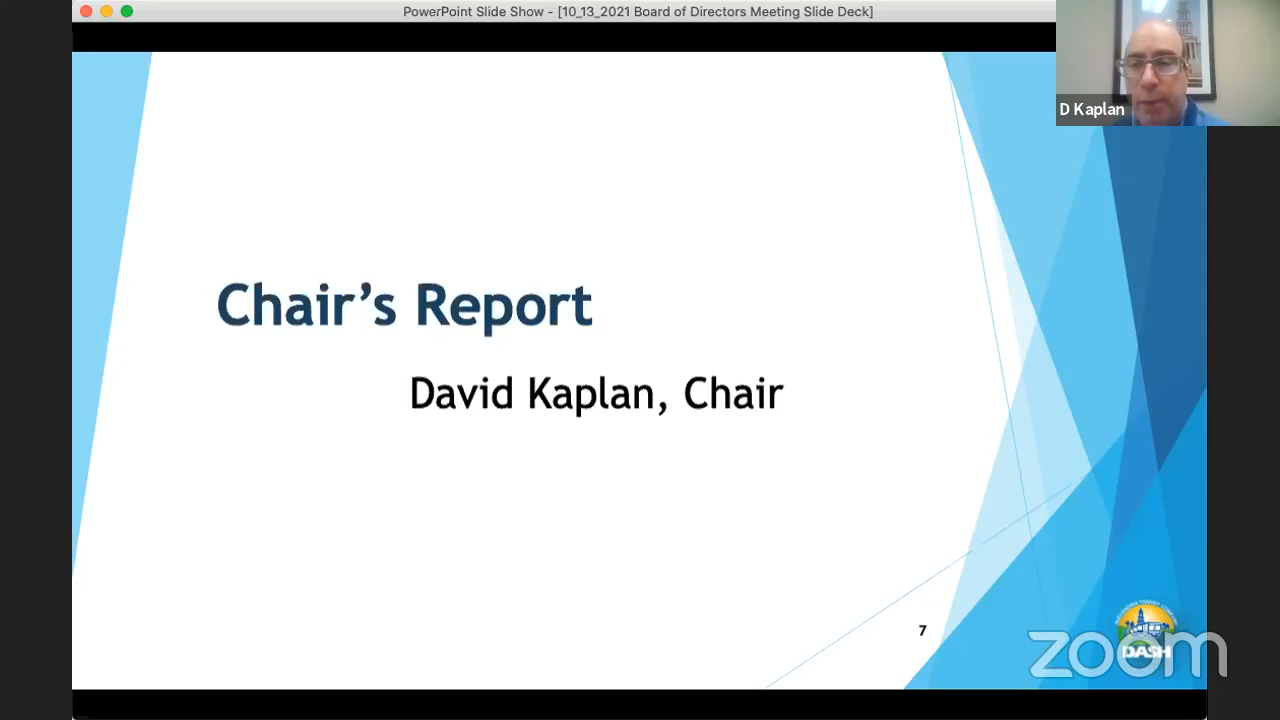 PowerPoint Slide Show - [10_13_2021 Board of Directors Meeting Slide Deck]
D Kaplan
Chair's Report
David Kaplan, Chair
7
DASH
zoom